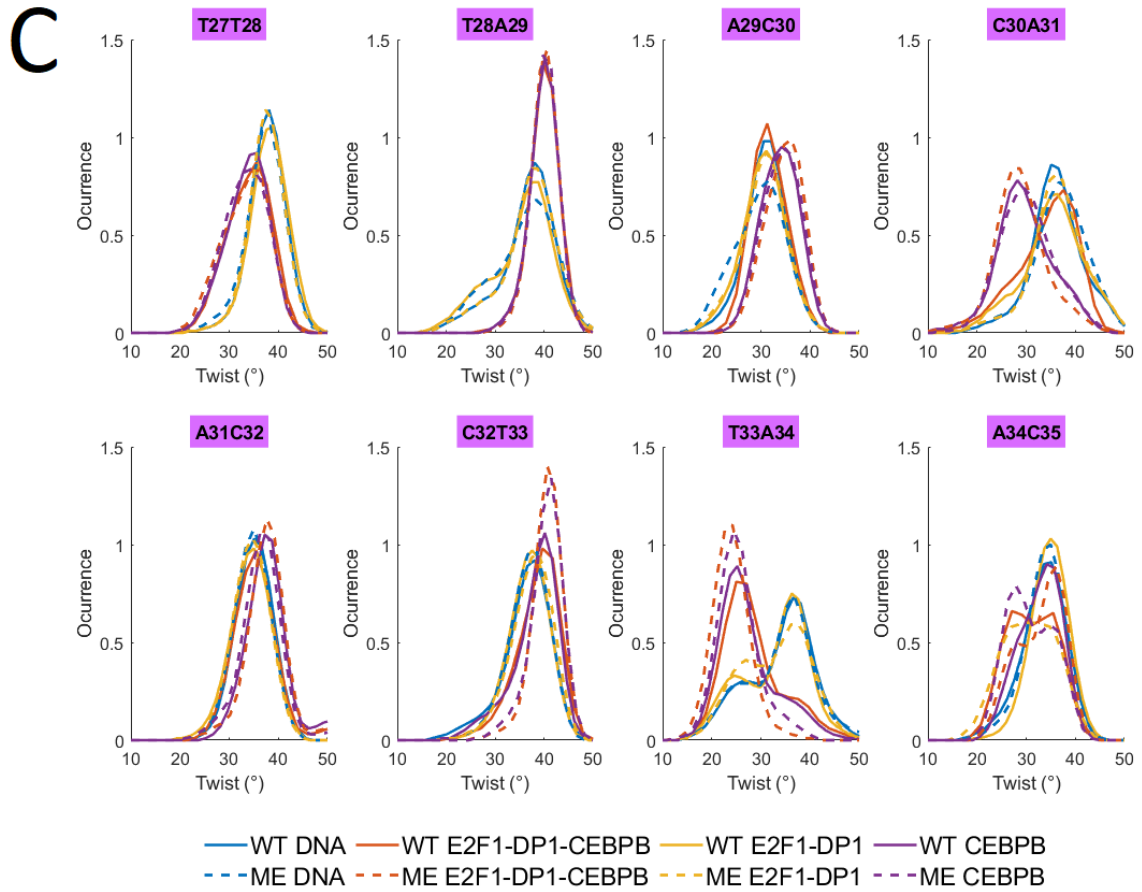 C
T27T28 T28A29 A29C30 C30A31
1.5 1.5 1.5 1.5
1 1 1 1
Ocurrence Ocurrence Ocurrence Ocurrence
0.5 0.5 0.5 0.5
0 0 0 0
10 20 30 40 50 10 20 30 40 50 10 20 30 40 50 10 20 30 40 50
Twist (°) Twist (°) Twist (°) Twist (°)
A31C32 C32T33 T33A34 A34C35
1.5 1.5 1.5 1.5
1 1 1 1
Ocurrence Ocurrence Ocurrence Ocurrence
0.5 0.5 0.5 0.5
0 0 0 0
10 20 30 40 50 10 20 30 40 50 10 20 30 40 50 10 20 30 40 50
Twist (°) Twist (°) Twist (°) Twist (°)
WT DNA WT E2F1-DP1-CEBPB WT E2F1-DP1 WT CEBPB
ME DNA ME E2F1-DP1-CEBPB ME E2F1-DP1 ME CEBPB